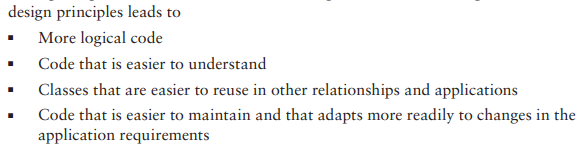 design principles leads to
▪ More logical code
▪ Code that is easier to understand
▪ Classes that are easier to reuse in other relationships and applications
▪ Code that is easier to maintain and that adapts more readily to changes in the
application requirements